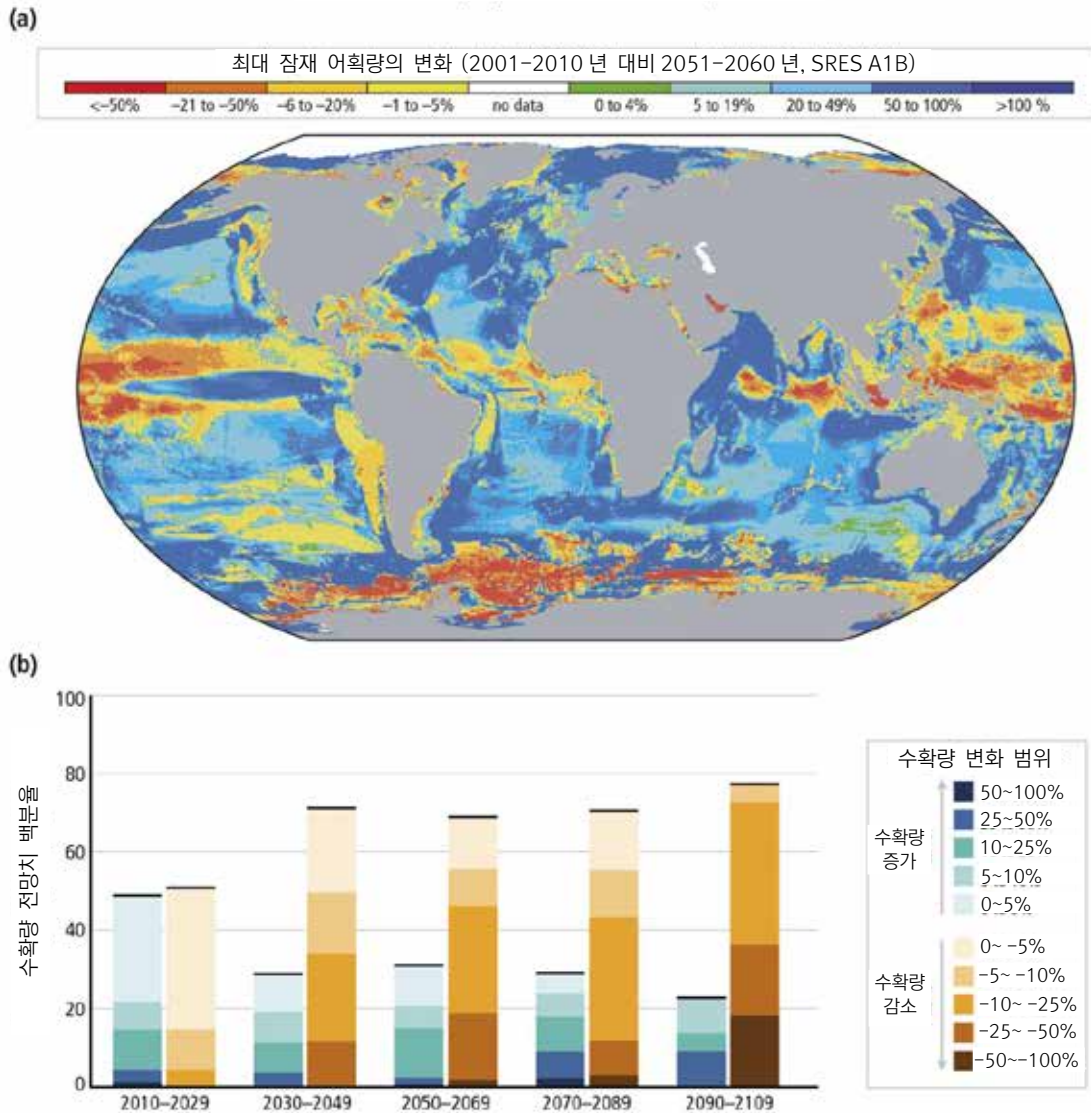 (a)
최대 잠재 어획량의 변화 (2001-2010 년 대비 2051-2060 년, SRES A1B)
<-50% -21 to -50% -6 to -20% -1 to -5% no data 0 to 4% 5 to 19% 20 to 49% 50 to 100% >100 %
(b)
수확량 전망치 백분율
100
80
60
40
20
0
2010–2029 2030–2049 2050–2069 2070–2089 2090–2109
수확량 변화 범위
수확량
증가
50~100%
25~50%
10~25%
5~10%
0~5%
수확량
감소
0~ -5%
-5~ -10%
-10~ -25%
-25~ -50%
-50~-100%